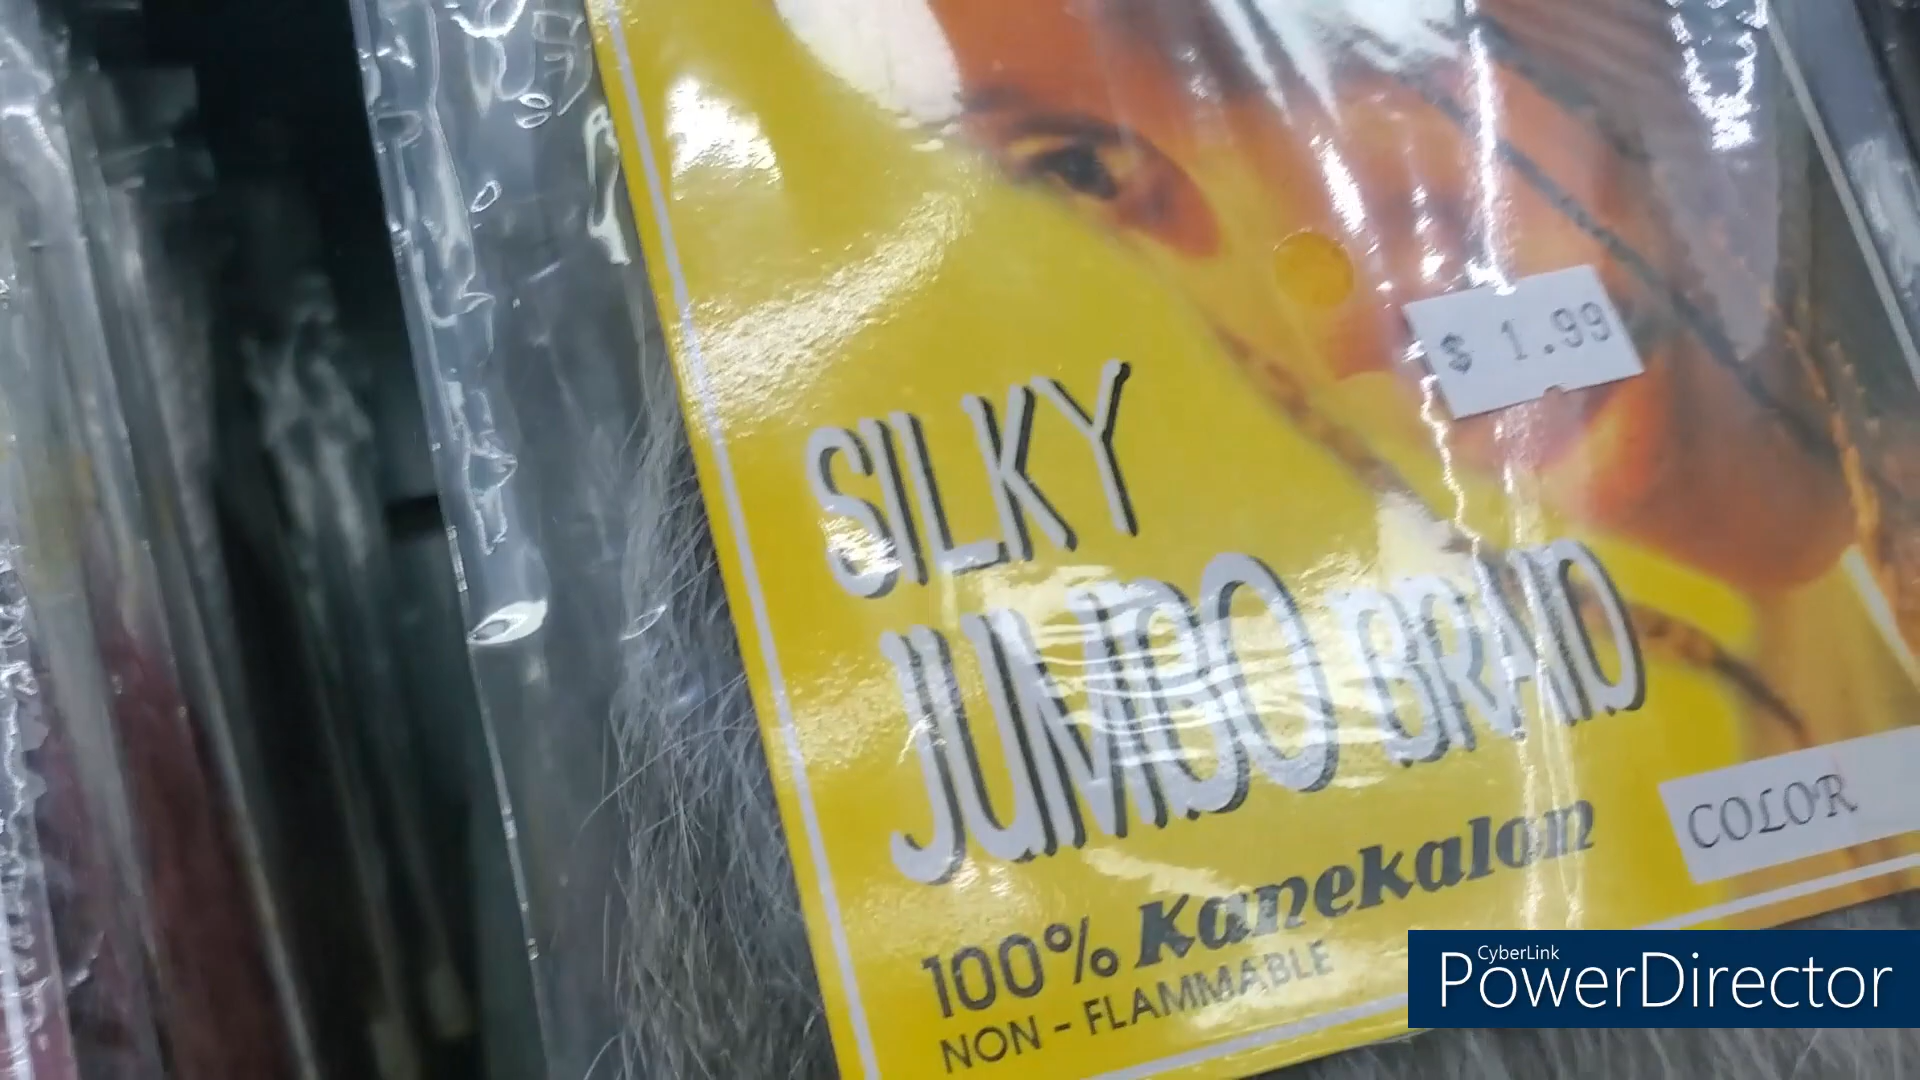 $ 1.99
SILKY
JUMBO BRAID
COLOR
100% Kanekalon
NON-FLAMMABLE
CyberLink
PowerDirector